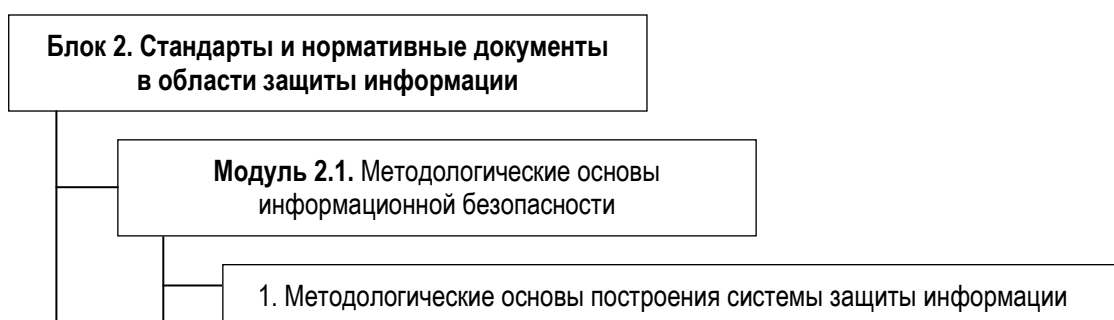 Блок 2. Стандарты и нормативные документы
в области защиты информации
Модуль 2.1. Методологические основы
информационной безопасности
1. Методологические основы построения системы защиты информации